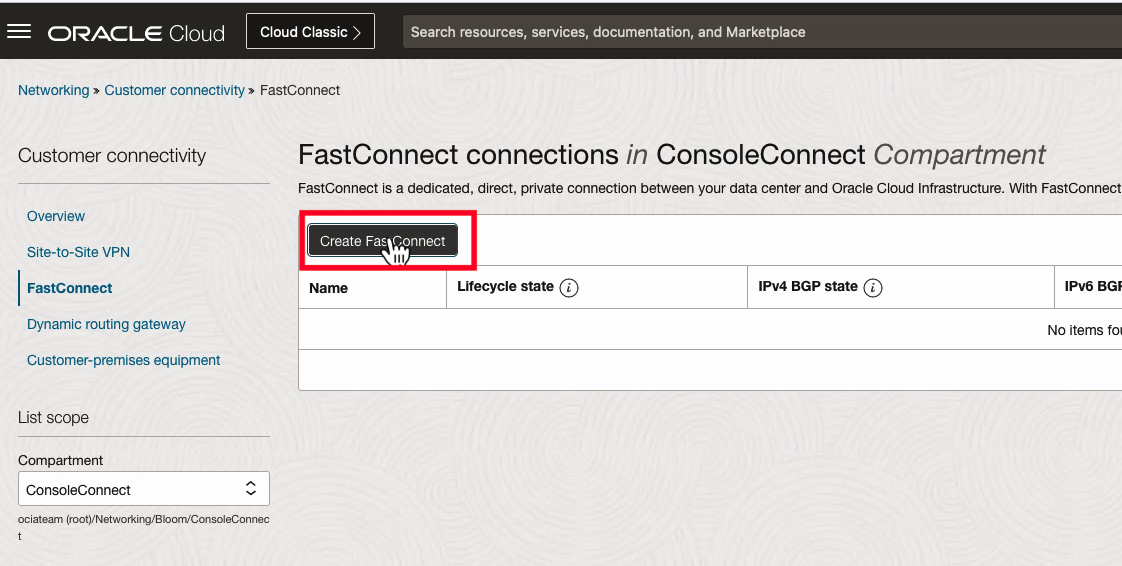 ORACLE Cloud
Cloud Classic >
Search resources, services, documentation, and Marketplace
Networking » Customer connectivity » FastConnect
Customer connectivity
Overview
Site-to-Site VPN
FastConnect
Dynamic routing gateway
Customer-premises equipment
List scope
Compartment
ConsoleConnect
ociateam (root)/Networking/Bloom/ConsoleConnec
t
FastConnect connections in ConsoleConnect Compartment
FastConnect is a dedicated, direct, private connection between your data center and Oracle Cloud Infrastructure. With FastConnect
Create FastConnect
Name Lifecycle state i IPv4 BGP state i IPv6 BGP
No items fou